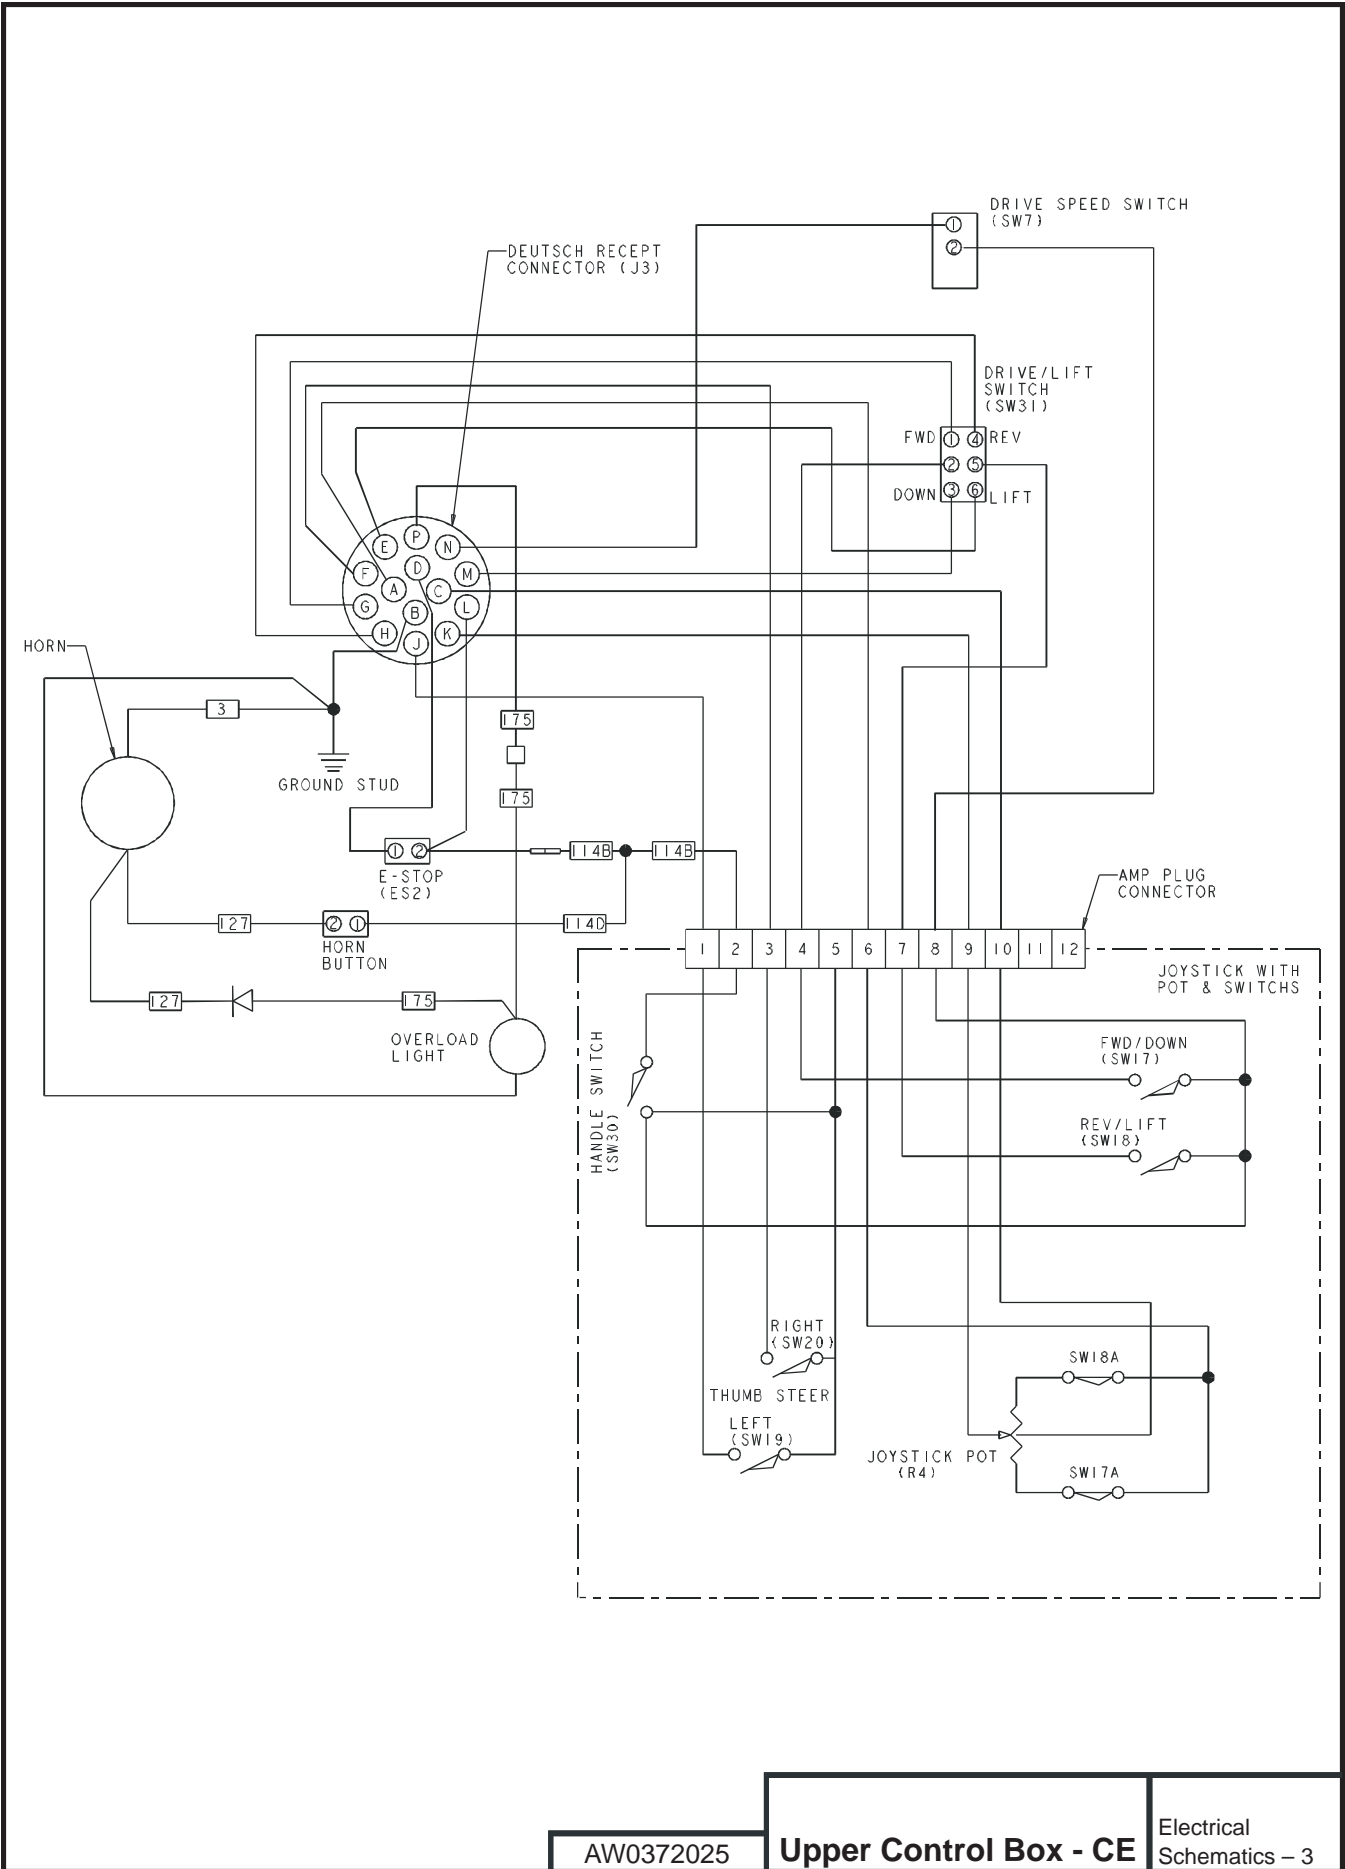 DRIVE SPEED SWITCH
(SW7)
1
2
DEUTSCH RECEPT
CONNECTOR (J3)
DRIVE/LIFT
SWITCH
(SW31)
FWD 1 4 REV
2 5
DOWN 3 6 LIFT
P
E N
D
F M
A C
G B L
H K
J
HORN
3
175
GROUND STUD
175
1 2
114B 114B
E-STOP
(ES2)
AMP PLUG
CONNECTOR
127
2 1
114D
HORN
BUTTON
1 2 3 4 5 6 7 8 9 10 11 12
JOYSTICK WITH
POT & SWITCHS
127
175
OVERLOAD
LIGHT
HANDLE SWITCH
(SW30)
FWD/DOWN
(SW17)
REV/LIFT
(SW18)
RIGHT
(SW20)
THUMB STEER
LEFT
(SW19)
SW18A
JOYSTICK POT
(R4)
SW17A
AW0372025
Upper Control Box - CE
Electrical
Schematics – 3